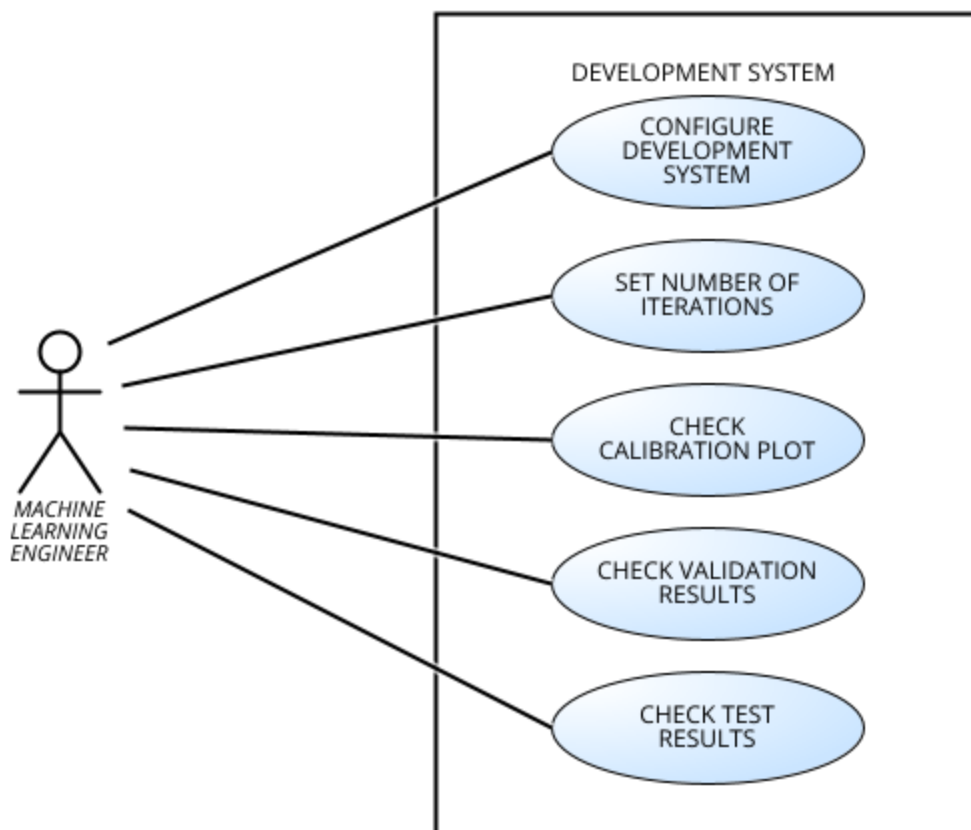 DEVELOPMENT SYSTEM
CONFIGURE
DEVELOPMENT
SYSTEM
SET NUMBER OF
ITERATIONS
CHECK
CALIBRATION PLOT
MACHINE
LEARNING
ENGINEER
CHECK VALIDATION
RESULTS
CHECK TEST
RESULTS